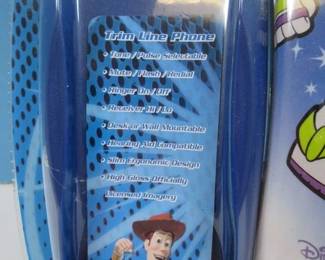 Trim Line Phone
• Tone / Pulse Selectable
• Mute / Flash / Redial
• Ringer On / Off
• Receiver Hi / Lo
• Desk or Wall Mountable
• Hearing Aid Compatible
• Slim Ergonomic Design
• High Gloss Officially
Licensed Imagery